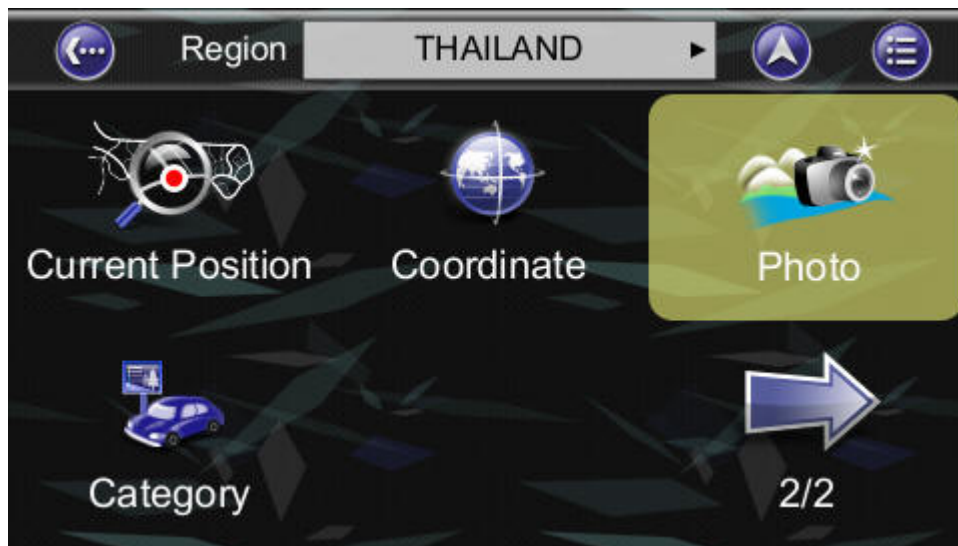 Region THAILAND
Current Position Coordinate Photo
Category 2/2